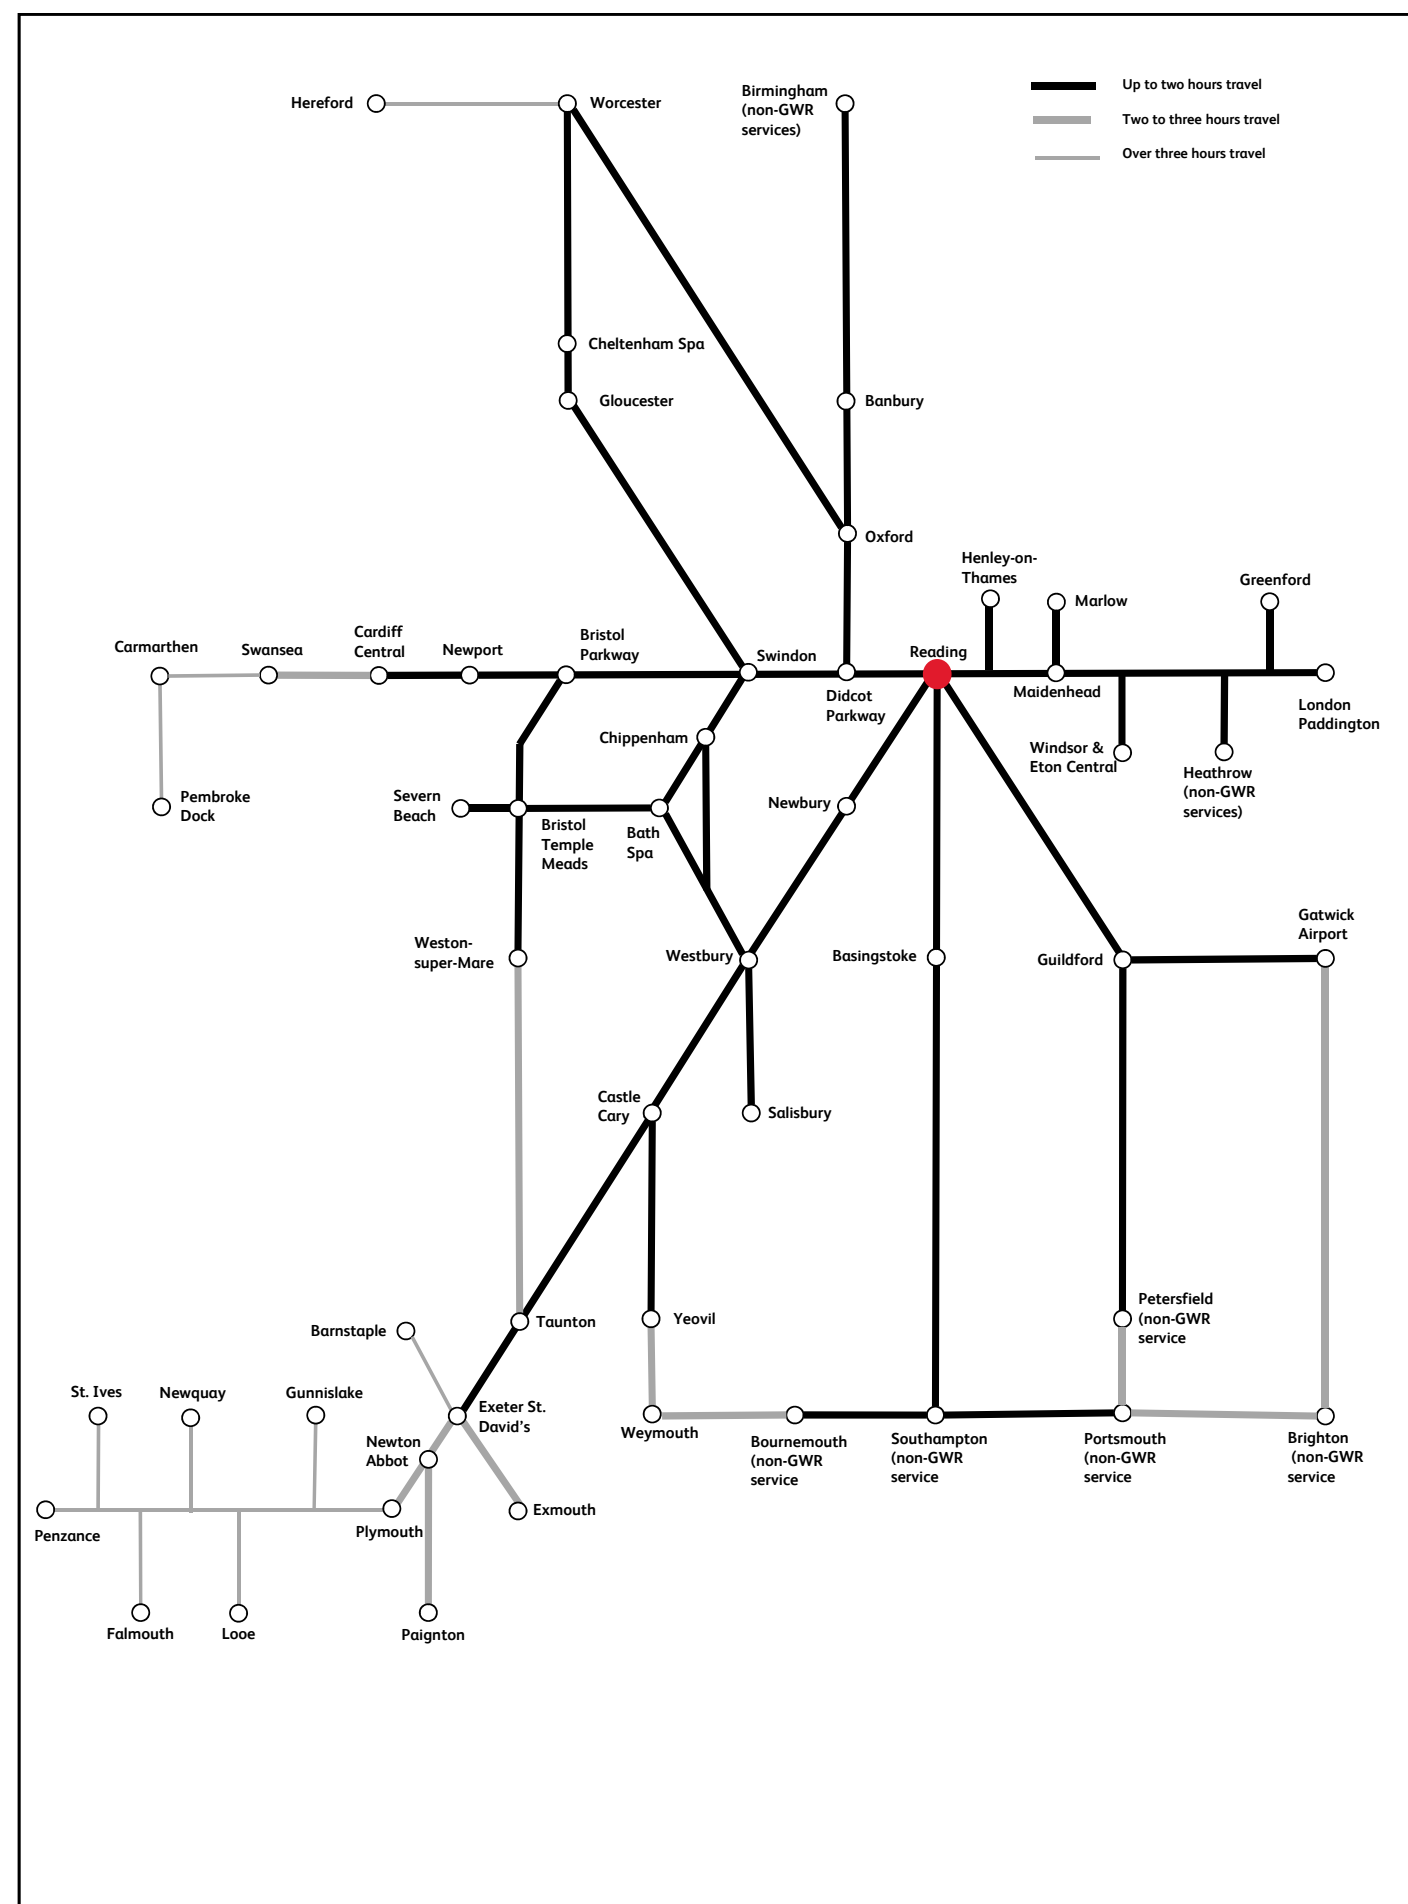 Up to two hours travel
Two to three hours travel
Over three hours travel
Hereford
Worcester
Birmingham
(non-GWR
services)
Cheltenham Spa
Gloucester
Banbury
Oxford
Henley-on-
Thames
Marlow
Greenford
Carmarthen
Swansea
Cardiff
Central
Newport
Bristol
Parkway
Swindon
Reading
Didcot
Parkway
Maidenhead
London
Paddington
Chippenham
Windsor &
Eton Central
Heathrow
(non-GWR
services)
Pembroke
Dock
Severn
Beach
Bristol
Temple
Meads
Bath
Spa
Newbury
Weston-
super-Mare
Westbury
Basingstoke
Guildford
Gatwick
Airport
Castle
Cary
Salisbury
Barnstaple
Taunton
Yeovil
Petersfield
(non-GWR
service
St. Ives
Newquay
Gunnislake
Exeter St.
David's
Newton
Abbot
Weymouth
Bournemouth
(non-GWR
service
Southampton
(non-GWR
service
Portsmouth
(non-GWR
service
Brighton
(non-GWR
service
Penzance
Plymouth
Exmouth
Falmouth
Looe
Paignton